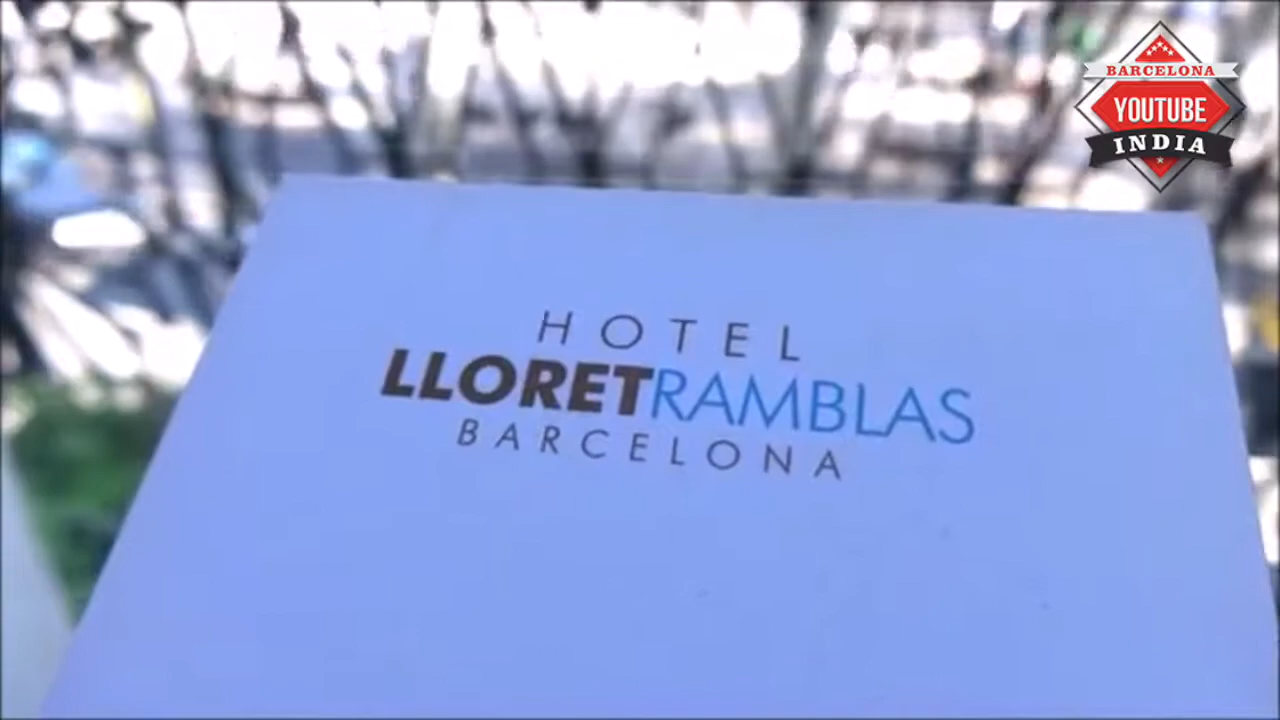 BARCELONA
YOUTUBE
INDIA
HOTEL
LLORETRAMBLAS
BARCELONA